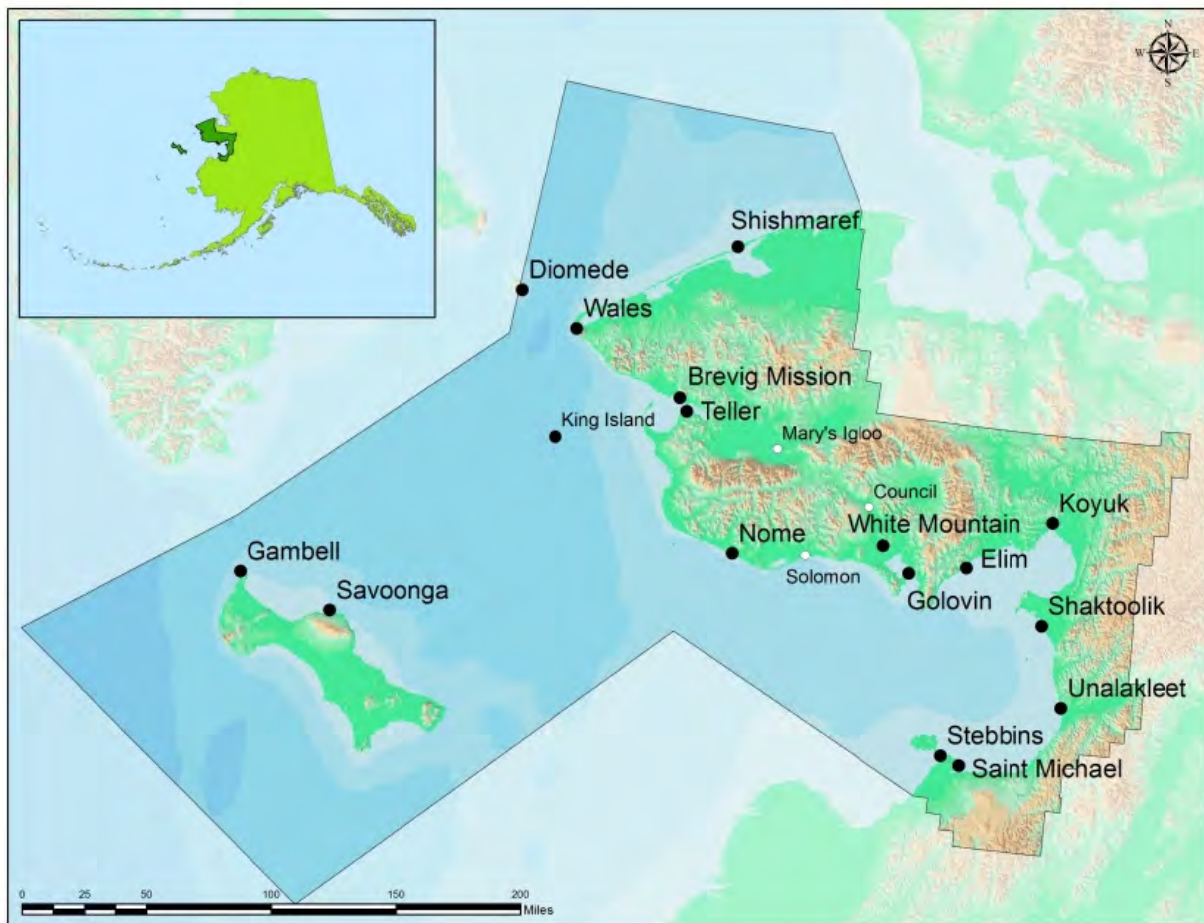 N
W E
S
Shishmaref
Diomede
Wales
Brevig Mission
Teller
King Island
Mary's Igloo
Council
Koyuk
White Mountain
Nome
Elim
Gambell
Solomon
Golovin
Savoonga
Shaktoolik
Unalakleet
Stebbins
Saint Michael
0 25 50 100 150 200
Miles